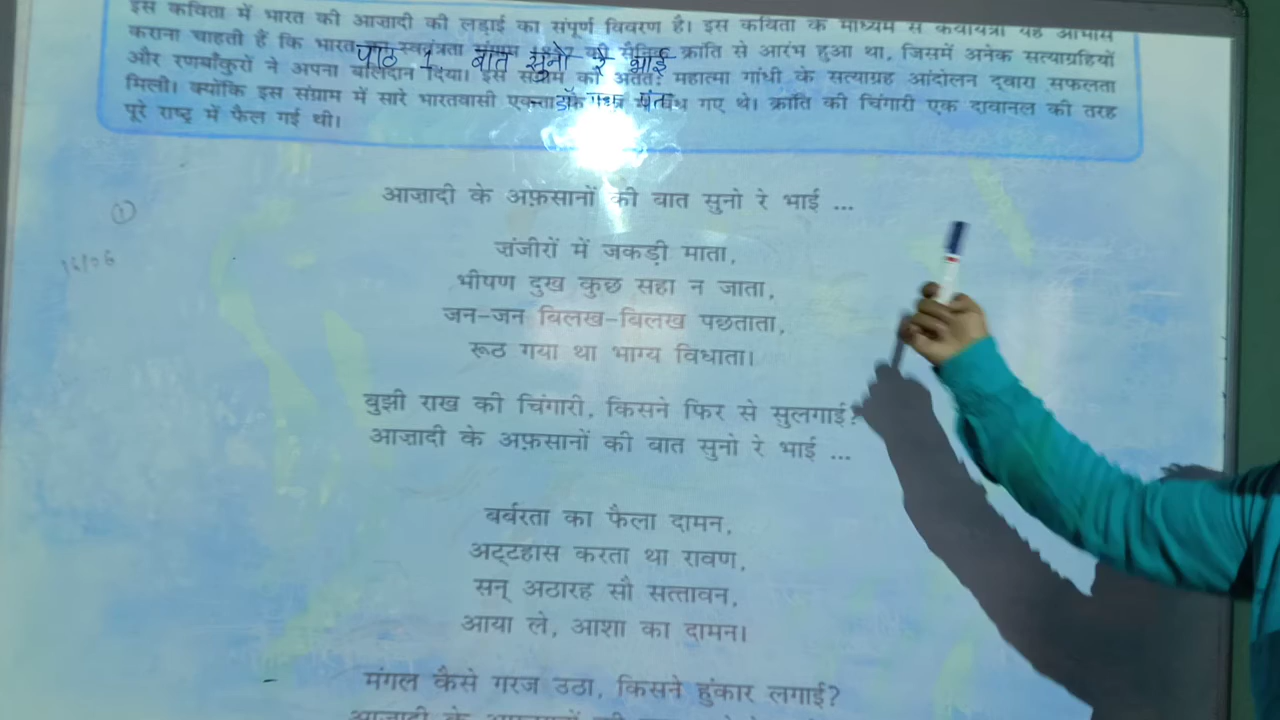 इस कविता में भारत की आज़ादी की लड़ाई का संपूर्ण विवरण है। इस कविता के माध्यम से कवयित्री यह आभास
कराना चाहती हैं कि भारत स्वतंत्रता सैनिक क्रांति से आरंभ हुआ था, जिसमें अनेक सत्याग्रहियों
पाठ 1 बात सुनो रे भाई
और रणबाँकुरों ने अपना बलिदान दिया। इस संग्राम को अंततः महात्मा गांधी के सत्याग्रह आंदोलन द्वारा सफलता
मिली। क्योंकि इस संग्राम में सारे भारतवासी गए थे। क्रांति की चिंगारी एक दावानल की तरह
डॉ
पूरे राष्ट्र में फैल गई थी।
आज़ादी के अफ़सानों की बात सुनो रे भाई ...
1
16/06
ज़ंजीरों में जकड़ी माता,
भीषण दुख कुछ सहा न जाता,
जन-जन बिलख-बिलख पछताता,
रूठ गया था भाग्य विधाता।
बुझी राख की चिंगारी, किसने फिर से सुलगाई?
आज़ादी के अफ़सानों की बात सुनो रे भाई ...
बर्बरता का फैला दामन,
अट्टहास करता था रावण,
सन् अठारह सौ सत्तावन,
आया ले, आशा का दामन।
मंगल कैसे गरज उठा, किसने हुंकार लगाई?